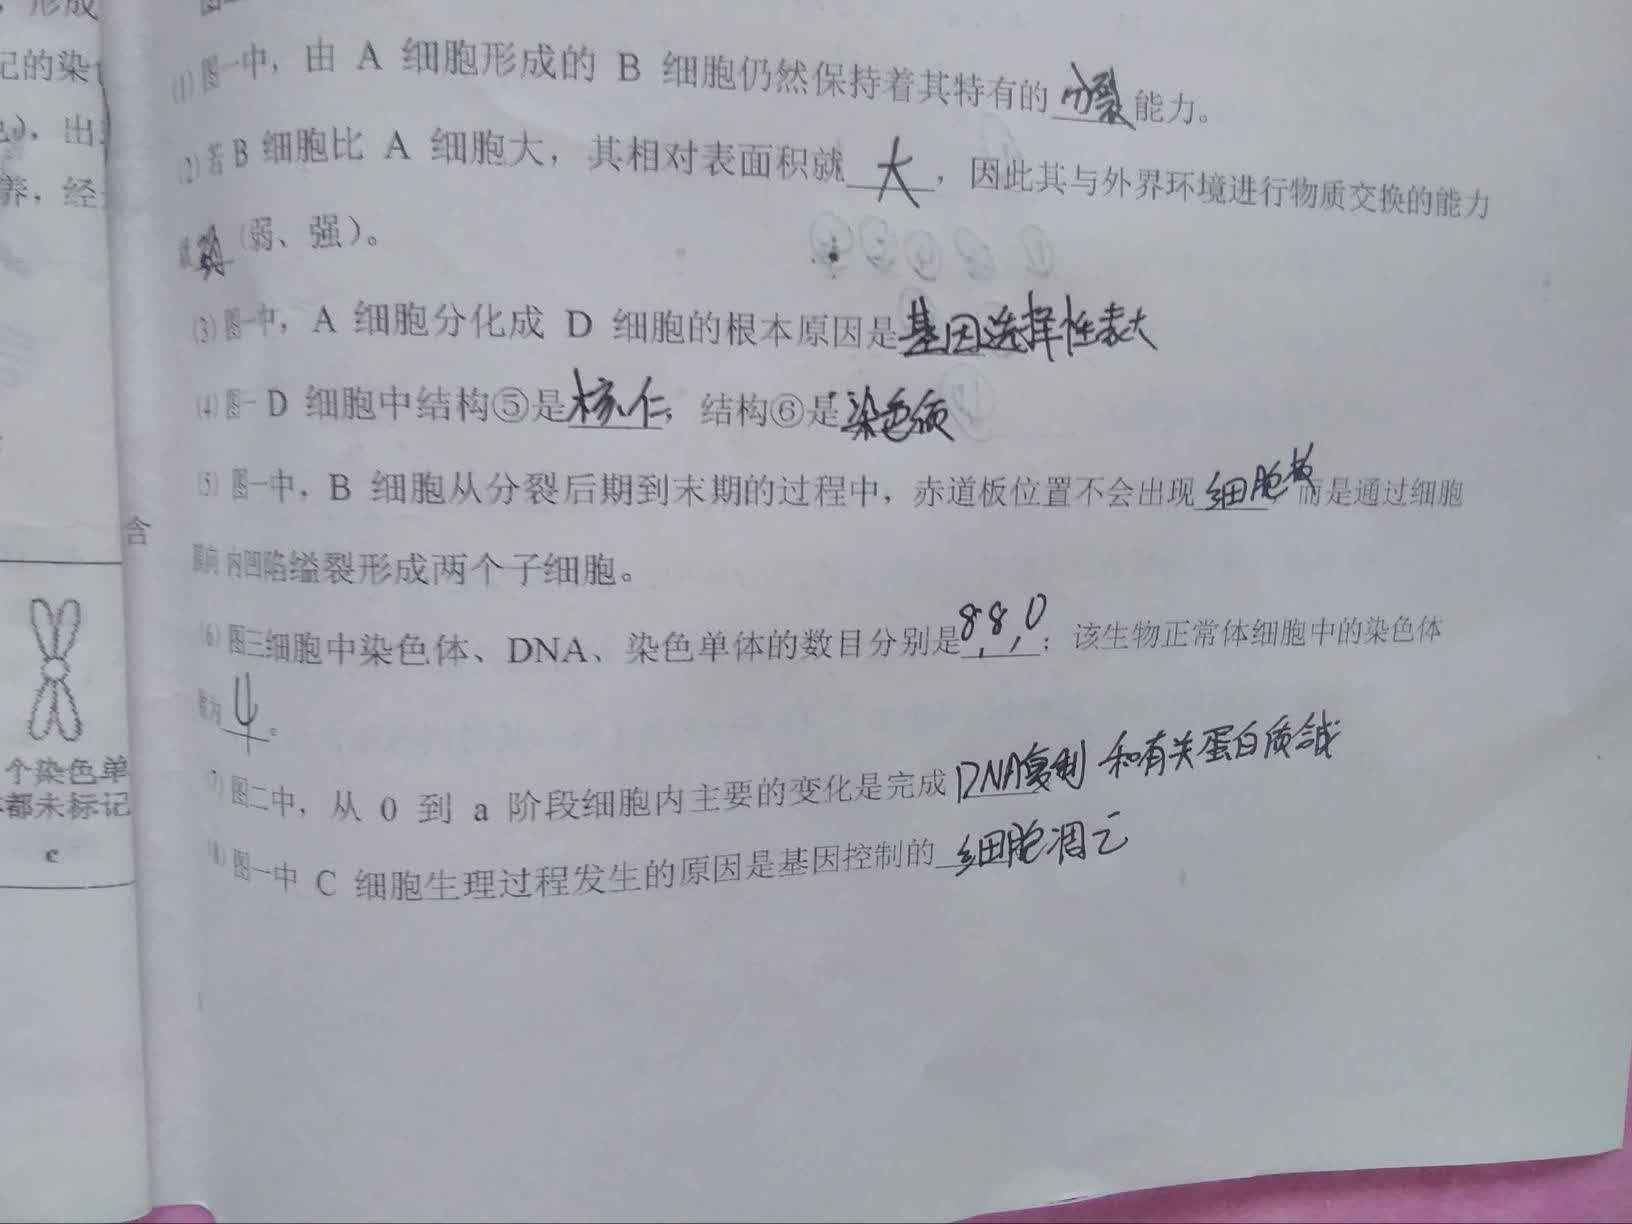 形成
记的染
,出
养,经
含
个染色单
都未标记
c
(1)图一中,由 A 细胞形成的 B 细胞仍然保持着其特有的 分裂 能力。
(2)若 B 细胞比 A 细胞大,其相对表面积就 大 ,因此其与外界环境进行物质交换的能力
就 弱 (弱、强)。
(3)图一中,A 细胞分化成 D 细胞的根本原因是 基因选择性表大
(4)图一 D 细胞中结构⑤是 核仁,结构⑥是 染色质
(5)图一中,B 细胞从分裂后期到末期的过程中,赤道板位置不会出现 细胞板 而是通过细胞
膜向内凹陷缢裂形成两个子细胞。
(6)图三细胞中染色体、DNA、染色单体的数目分别是 8,8,0;该生物正常体细胞中的染色体
数为 4。
(7)图二中,从 0 到 a 阶段细胞内主要的变化是完成 DNA复制 和有关蛋白质合成
(8)图一中 C 细胞生理过程发生的原因是基因控制的 细胞凋亡